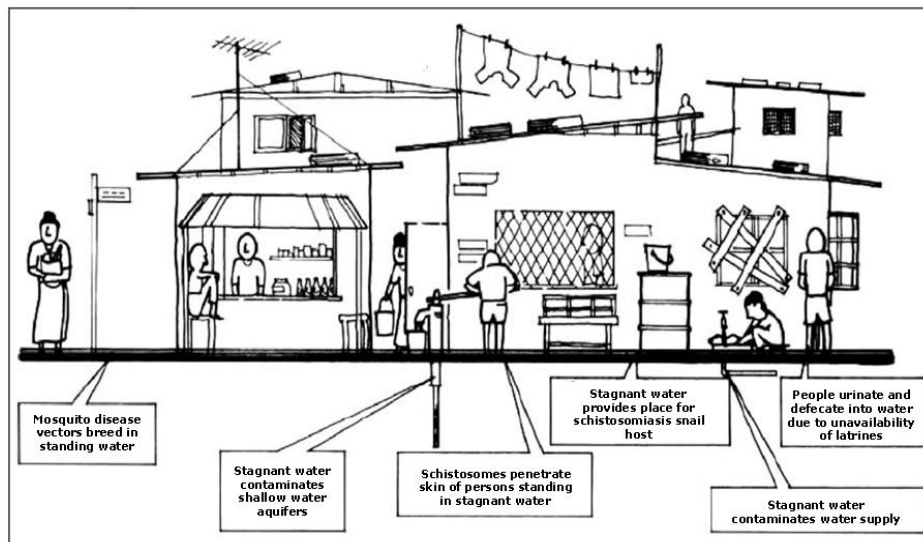 Mosquito disease
vectors breed in
standing water
Stagnant water
contaminates
shallow water
aquifers
Schistosomes penetrate
skin of persons standing
in stagnant water
Stagnant water
provides place for
schistosomiasis snail
host
People urinate and
defecate into water
due to unavailability
of latrines
Stagnant water
contaminates water supply